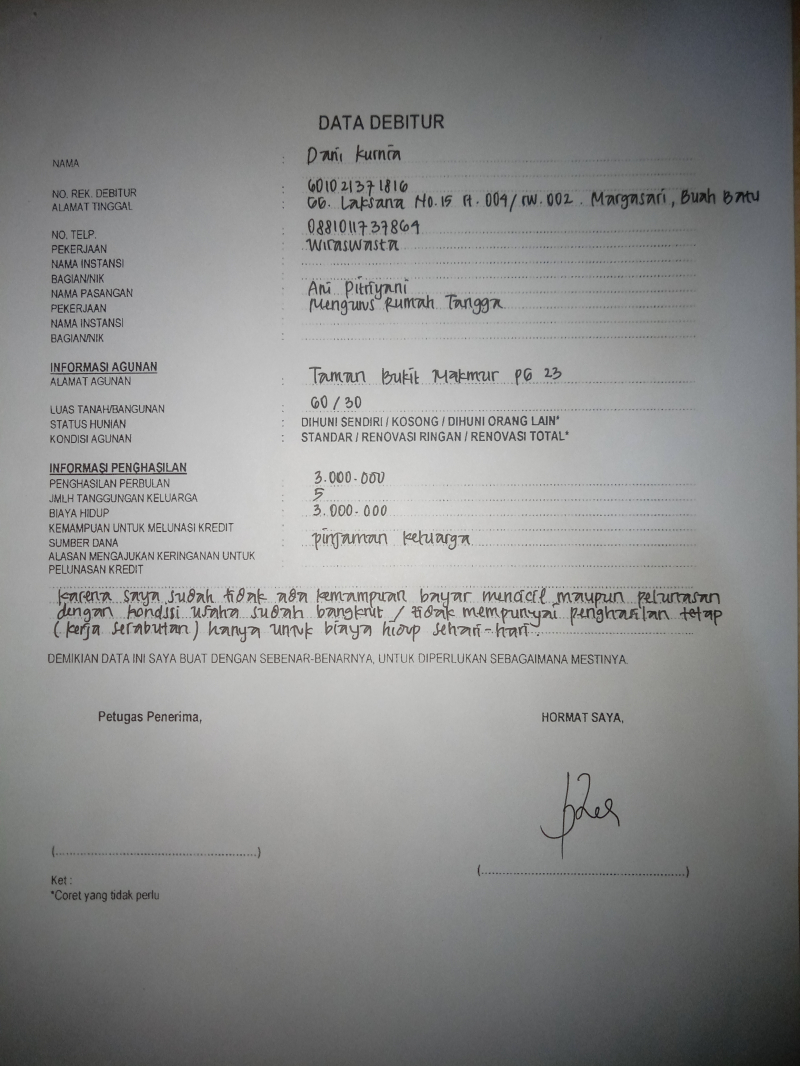 DATA DEBITUR
NAMA : Dani Kurnia
NO. REK. DEBITUR : 601021371816
ALAMAT TINGGAL : GG. Laksana No.15 Rt.004/rw.002. Margasari, Buah Batu
NO. TELP. : 0881011737864
PEKERJAAN : Wiraswasta
NAMA INSTANSI :
BAGIAN/NIK :
NAMA PASANGAN : Ani Pitriyani
PEKERJAAN : Mengurus Rumah Tangga
NAMA INSTANSI :
BAGIAN/NIK :
INFORMASI AGUNAN
ALAMAT AGUNAN : Taman Bukit Makmur PG 23
LUAS TANAH/BANGUNAN : 60/30
STATUS HUNIAN : DIHUNI SENDIRI / KOSONG / DIHUNI ORANG LAIN*
KONDISI AGUNAN : STANDAR / RENOVASI RINGAN / RENOVASI TOTAL*
INFORMASI PENGHASILAN
PENGHASILAN PERBULAN : 3.000.000
JMLH TANGGUNGAN KELUARGA : 5
BIAYA HIDUP : 3.000.000
KEMAMPUAN UNTUK MELUNASI KREDIT :
SUMBER DANA : pinjaman keluarga
ALASAN MENGAJUKAN KERINGANAN UNTUK
PELUNASAN KREDIT
karena saya sudah tidak ada kemampuan bayar mencicil maupun pelunasan
dengan kondisi usaha sudah bangkrut / tidak mempunyai penghasilan tetap
(kerja serabutan) hanya untuk biaya hidup sehari-hari.
DEMIKIAN DATA INI SAYA BUAT DENGAN SEBENAR-BENARNYA, UNTUK DIPERLUKAN SEBAGAIMANA MESTINYA.
Petugas Penerima, HORMAT SAYA,
(..................................................) (..................................................)
Ket :
*Coret yang tidak perlu